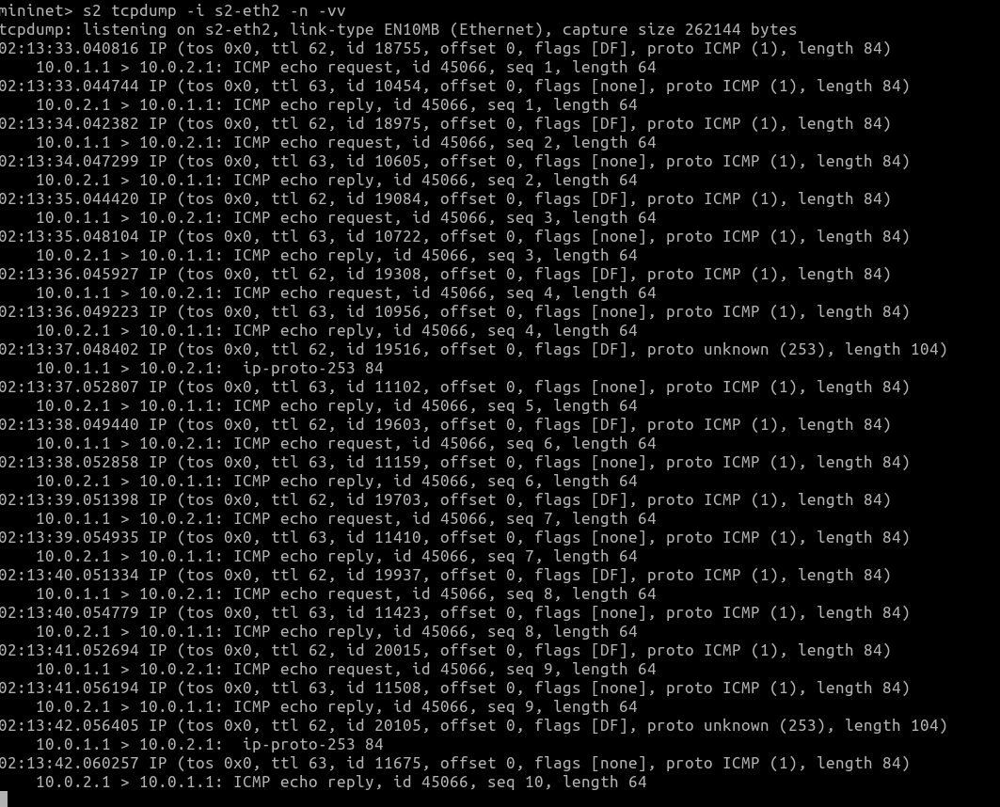 mininet> s2 tcpdump -i s2-eth2 -n -vv
tcpdump: listening on s2-eth2, link-type EN10MB (Ethernet), capture size 262144 bytes
02:13:33.040816 IP (tos 0x0, ttl 62, id 18755, offset 0, flags [DF], proto ICMP (1), length 84)
    10.0.1.1 > 10.0.2.1: ICMP echo request, id 45066, seq 1, length 64
02:13:33.044744 IP (tos 0x0, ttl 63, id 10454, offset 0, flags [none], proto ICMP (1), length 84)
    10.0.2.1 > 10.0.1.1: ICMP echo reply, id 45066, seq 1, length 64
02:13:34.042382 IP (tos 0x0, ttl 62, id 18975, offset 0, flags [DF], proto ICMP (1), length 84)
    10.0.1.1 > 10.0.2.1: ICMP echo request, id 45066, seq 2, length 64
02:13:34.047299 IP (tos 0x0, ttl 63, id 10605, offset 0, flags [none], proto ICMP (1), length 84)
    10.0.2.1 > 10.0.1.1: ICMP echo reply, id 45066, seq 2, length 64
02:13:35.044420 IP (tos 0x0, ttl 62, id 19084, offset 0, flags [DF], proto ICMP (1), length 84)
    10.0.1.1 > 10.0.2.1: ICMP echo request, id 45066, seq 3, length 64
02:13:35.048104 IP (tos 0x0, ttl 63, id 10722, offset 0, flags [none], proto ICMP (1), length 84)
    10.0.2.1 > 10.0.1.1: ICMP echo reply, id 45066, seq 3, length 64
02:13:36.045927 IP (tos 0x0, ttl 62, id 19308, offset 0, flags [DF], proto ICMP (1), length 84)
    10.0.1.1 > 10.0.2.1: ICMP echo request, id 45066, seq 4, length 64
02:13:36.049223 IP (tos 0x0, ttl 63, id 10956, offset 0, flags [none], proto ICMP (1), length 84)
    10.0.2.1 > 10.0.1.1: ICMP echo reply, id 45066, seq 4, length 64
02:13:37.048402 IP (tos 0x0, ttl 62, id 19516, offset 0, flags [DF], proto unknown (253), length 104)
    10.0.1.1 > 10.0.2.1:  ip-proto-253 84
02:13:37.052807 IP (tos 0x0, ttl 63, id 11102, offset 0, flags [none], proto ICMP (1), length 84)
    10.0.2.1 > 10.0.1.1: ICMP echo reply, id 45066, seq 5, length 64
02:13:38.049440 IP (tos 0x0, ttl 62, id 19603, offset 0, flags [DF], proto ICMP (1), length 84)
    10.0.1.1 > 10.0.2.1: ICMP echo request, id 45066, seq 6, length 64
02:13:38.052858 IP (tos 0x0, ttl 63, id 11159, offset 0, flags [none], proto ICMP (1), length 84)
    10.0.2.1 > 10.0.1.1: ICMP echo reply, id 45066, seq 6, length 64
02:13:39.051398 IP (tos 0x0, ttl 62, id 19703, offset 0, flags [DF], proto ICMP (1), length 84)
    10.0.1.1 > 10.0.2.1: ICMP echo request, id 45066, seq 7, length 64
02:13:39.054935 IP (tos 0x0, ttl 63, id 11410, offset 0, flags [none], proto ICMP (1), length 84)
    10.0.2.1 > 10.0.1.1: ICMP echo reply, id 45066, seq 7, length 64
02:13:40.051334 IP (tos 0x0, ttl 62, id 19937, offset 0, flags [DF], proto ICMP (1), length 84)
    10.0.1.1 > 10.0.2.1: ICMP echo request, id 45066, seq 8, length 64
02:13:40.054779 IP (tos 0x0, ttl 63, id 11423, offset 0, flags [none], proto ICMP (1), length 84)
    10.0.2.1 > 10.0.1.1: ICMP echo reply, id 45066, seq 8, length 64
02:13:41.052694 IP (tos 0x0, ttl 62, id 20015, offset 0, flags [DF], proto ICMP (1), length 84)
    10.0.1.1 > 10.0.2.1: ICMP echo request, id 45066, seq 9, length 64
02:13:41.056194 IP (tos 0x0, ttl 63, id 11508, offset 0, flags [none], proto ICMP (1), length 84)
    10.0.2.1 > 10.0.1.1: ICMP echo reply, id 45066, seq 9, length 64
02:13:42.056405 IP (tos 0x0, ttl 62, id 20105, offset 0, flags [DF], proto unknown (253), length 104)
    10.0.1.1 > 10.0.2.1:  ip-proto-253 84
02:13:42.060257 IP (tos 0x0, ttl 63, id 11675, offset 0, flags [none], proto ICMP (1), length 84)
    10.0.2.1 > 10.0.1.1: ICMP echo reply, id 45066, seq 10, length 64